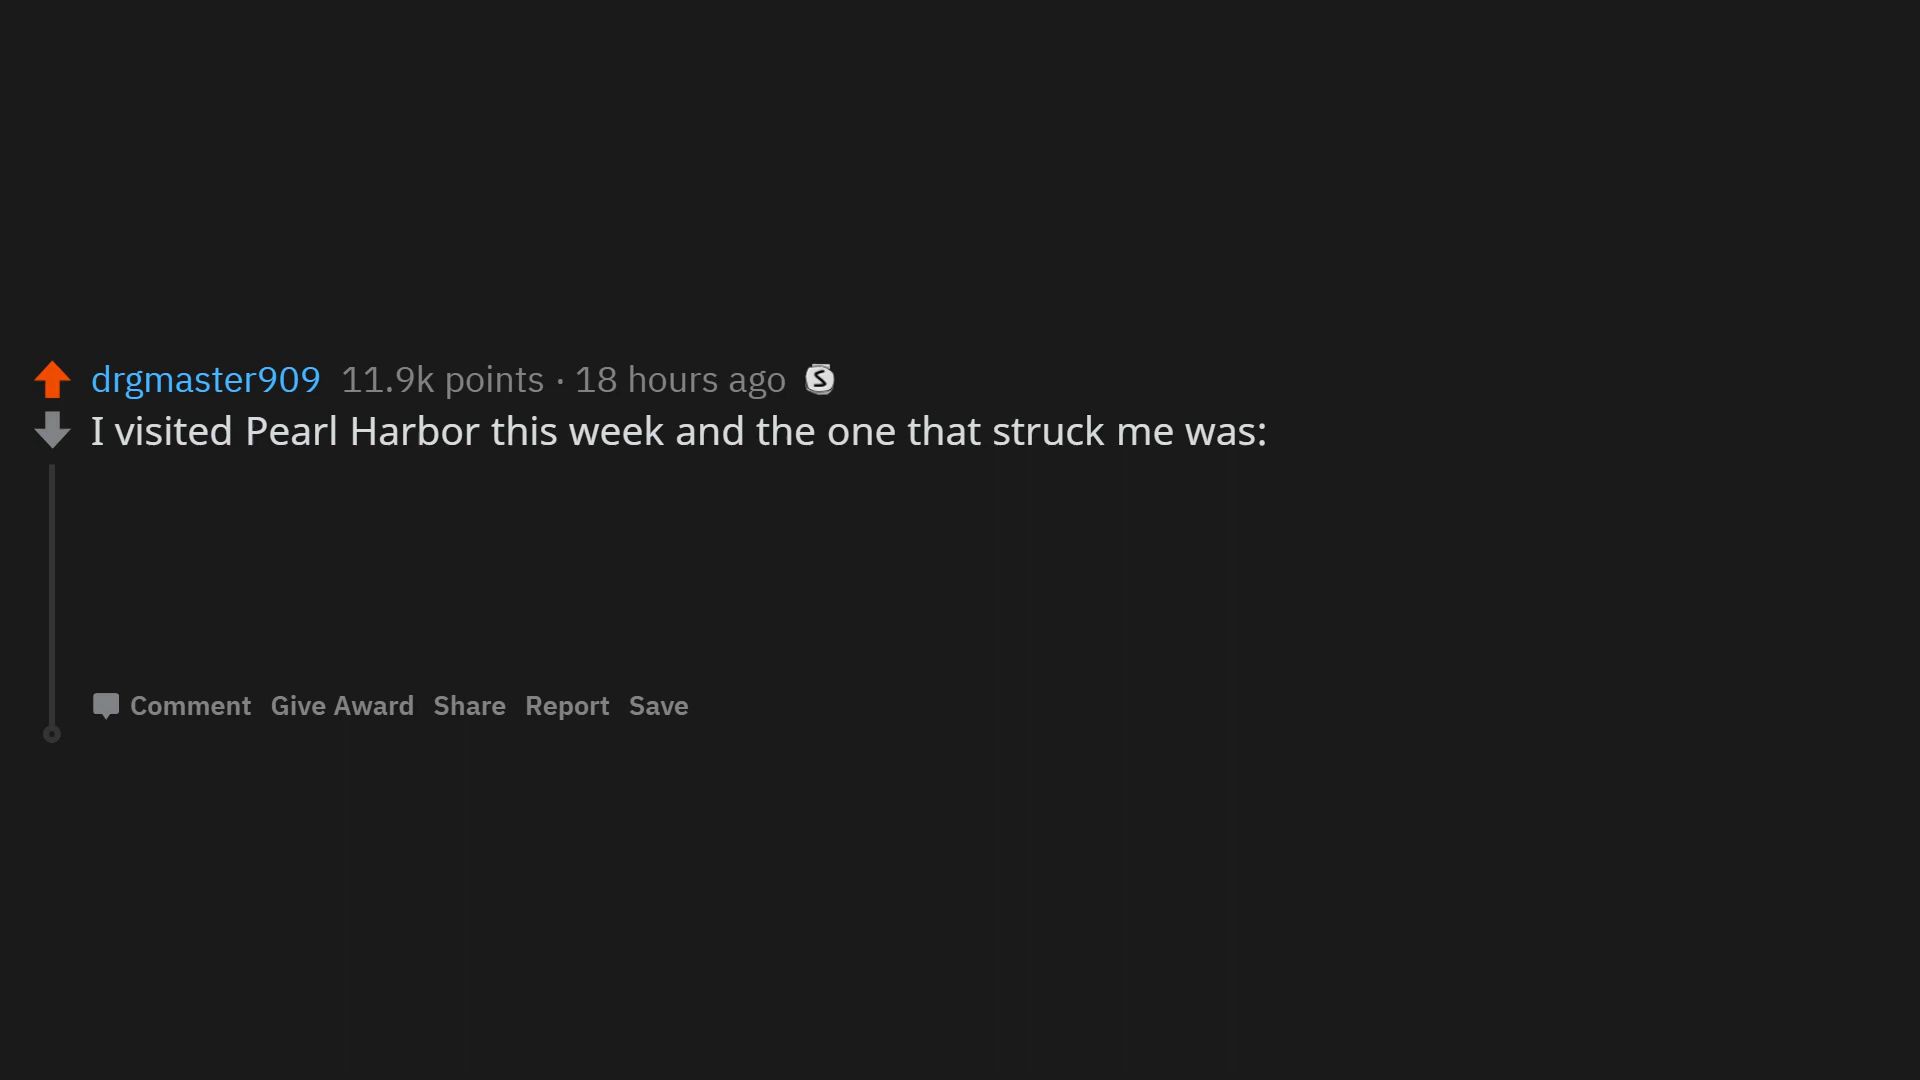 drgmaster909 11.9k points · 18 hours ago S
I visited Pearl Harbor this week and the one that struck me was:
Comment Give Award Share Report Save